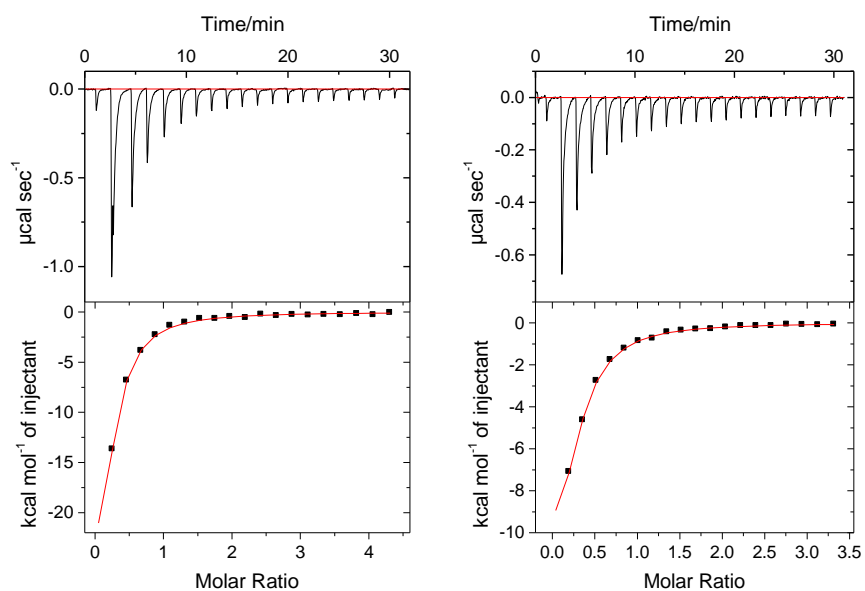 Time/min
0 10 20 30
0.0
-0.5
-1.0
µcal sec⁻¹
0
-5
-10
-15
-20
kcal mol⁻¹ of injectant
0 1 2 3 4
Molar Ratio
Time/min
0 10 20 30
0.0
-0.2
-0.4
-0.6
µcal sec⁻¹
0
-2
-4
-6
-8
-10
kcal mol⁻¹ of injectant
0.0 0.5 1.0 1.5 2.0 2.5 3.0 3.5
Molar Ratio